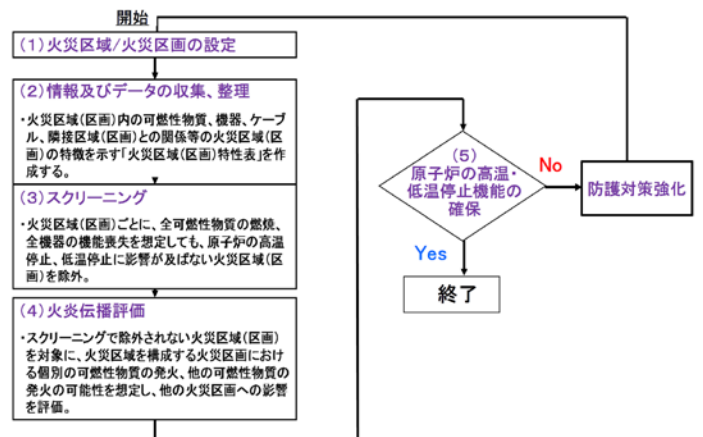 開始
(1)火災区域/火災区画の設定
(2)情報及びデータの収集、整理
・火災区域(区画)内の可燃性物質、機器、ケーブ
ル、隣接区域(区画)との関係等の火災区域(区
画)の特徴を示す「火災区域(区画)特性表」を作
成する。
(3)スクリーニング
・火災区域(区画)ごとに、全可燃性物質の燃焼、
全機器の機能喪失を想定しても、原子炉の高温
停止、低温停止に影響が及ばない火災区域(区
画)を除外。
(4)火炎伝播評価
・スクリーニングで除外されない火災区域(区画)
を対象に、火災区域を構成する火災区画におけ
る個別の可燃性物質の発火、他の可燃性物質の
発火の可能性を想定し、他の火災区画への影響
を評価。
(5)
原子炉の高温・
低温停止機能の
確保
No
防護対策強化
Yes
終了